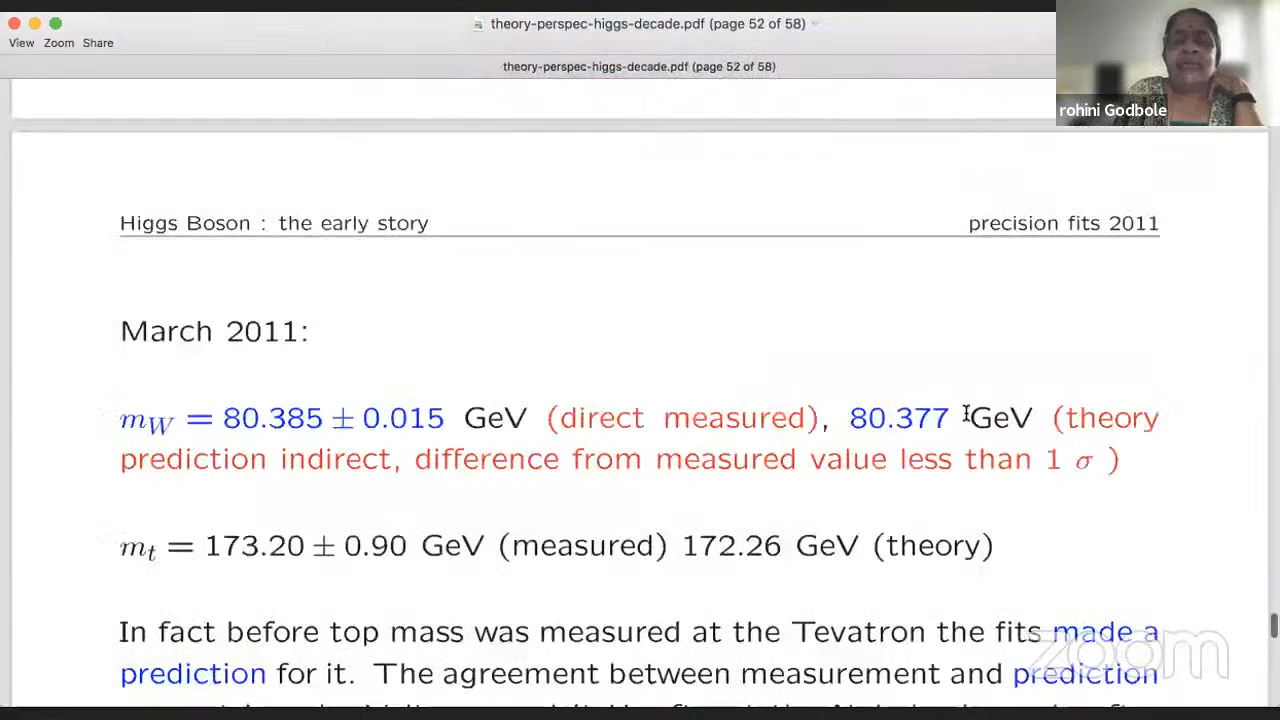 theory-perspec-higgs-decade.pdf (page 52 of 58)
View Zoom Share
theory-perspec-higgs-decade.pdf (page 52 of 58)
rohini Godbole
Higgs Boson : the early story precision fits 2011
March 2011:
m_W = 80.385 ± 0.015 GeV (direct measured), 80.377 GeV (theory
prediction indirect, difference from measured value less than 1 σ )
m_t = 173.20 ± 0.90 GeV (measured) 172.26 GeV (theory)
In fact before top mass was measured at the Tevatron the fits made a
prediction for it. The agreement between measurement and prediction
zoom